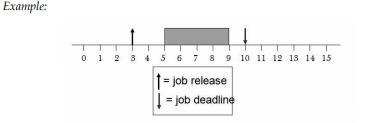 Example:
0 1 2 3 4 5 6 7 8 9 10 11 12 13 14 15
= job release
= job deadline